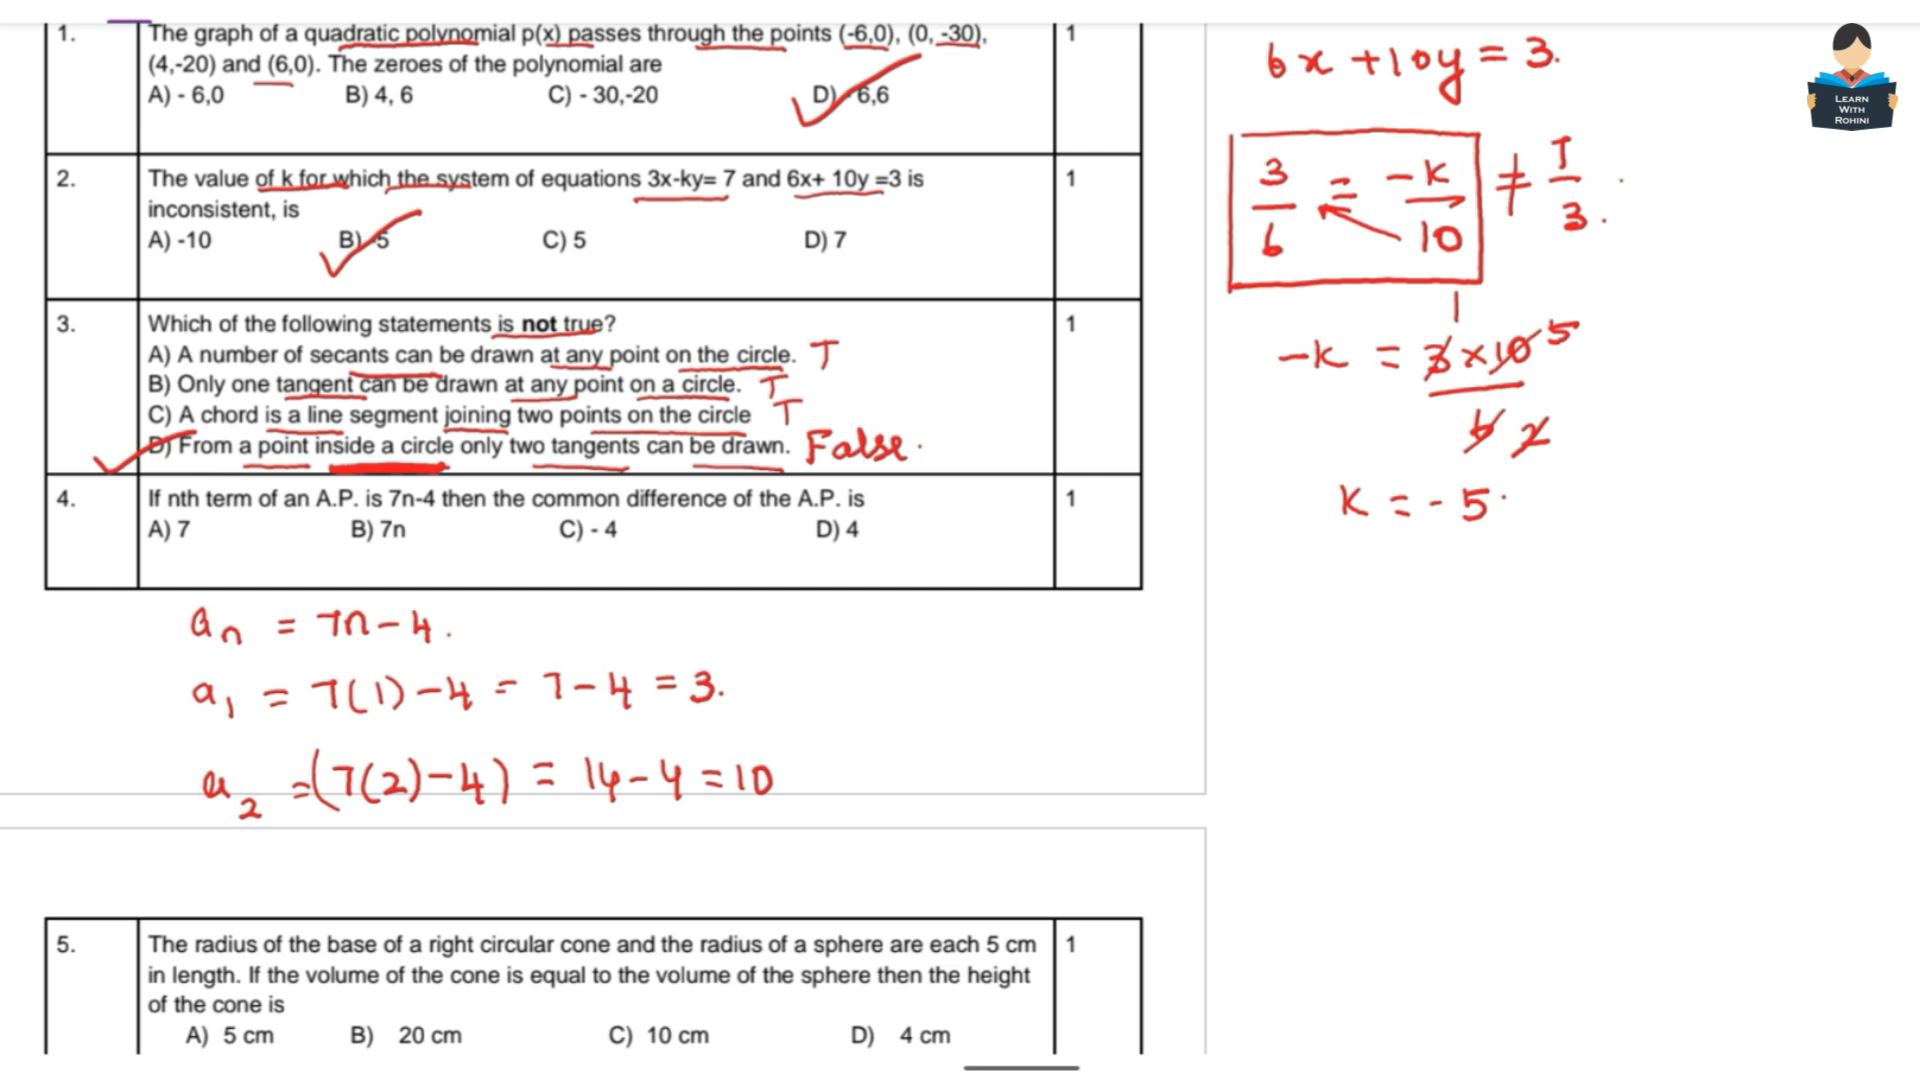 1. The graph of a quadratic polynomial p(x) passes through the points (-6,0), (0, -30), 1
(4,-20) and (6,0). The zeroes of the polynomial are
A) - 6,0 B) 4, 6 C) - 30,-20 D) -6,6
2. The value of k for which the system of equations 3x-ky= 7 and 6x+ 10y =3 is 1
inconsistent, is
A) -10 B) -5 C) 5 D) 7
3. Which of the following statements is not true? 1
A) A number of secants can be drawn at any point on the circle. T
B) Only one tangent can be drawn at any point on a circle. T
C) A chord is a line segment joining two points on the circle T
D) From a point inside a circle only two tangents can be drawn. False.
4. If nth term of an A.P. is 7n-4 then the common difference of the A.P. is 1
A) 7 B) 7n C) - 4 D) 4
an = 7n-4.
a1 = 7(1)-4 = 7-4 = 3.
a2 =(7(2)-4) = 14-4 =10
5. The radius of the base of a right circular cone and the radius of a sphere are each 5 cm 1
in length. If the volume of the cone is equal to the volume of the sphere then the height
of the cone is
A) 5 cm B) 20 cm C) 10 cm D) 4 cm
6x +10y = 3.
3/6 = -k/10 ≠ 7/3.
1
-k = 3×10 5
6 2
k = -5.
LEARN
WITH
ROHINI